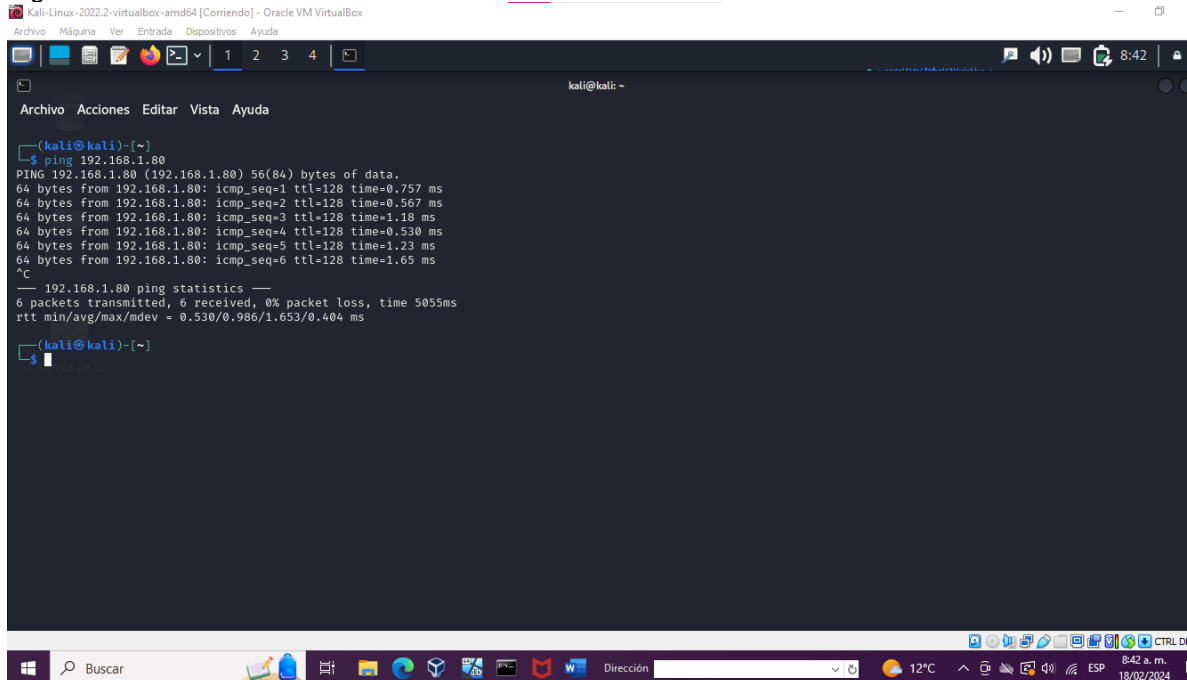 Kali-Linux-2022.2-virtualbox-amd64 [Corriendo] - Oracle VM VirtualBox
Archivo Máquina Ver Entrada Dispositivos Ayuda
1 2 3 4 8:42
kali@kali: ~
Archivo Acciones Editar Vista Ayuda
┌──(kali㉿kali)-[~]
└─$ ping 192.168.1.80
PING 192.168.1.80 (192.168.1.80) 56(84) bytes of data.
64 bytes from 192.168.1.80: icmp_seq=1 ttl=128 time=0.757 ms
64 bytes from 192.168.1.80: icmp_seq=2 ttl=128 time=0.567 ms
64 bytes from 192.168.1.80: icmp_seq=3 ttl=128 time=1.18 ms
64 bytes from 192.168.1.80: icmp_seq=4 ttl=128 time=0.530 ms
64 bytes from 192.168.1.80: icmp_seq=5 ttl=128 time=1.23 ms
64 bytes from 192.168.1.80: icmp_seq=6 ttl=128 time=1.65 ms
^C
— 192.168.1.80 ping statistics —
6 packets transmitted, 6 received, 0% packet loss, time 5055ms
rtt min/avg/max/mdev = 0.530/0.986/1.653/0.404 ms
┌──(kali㉿kali)-[~]
└─$
CTRL
Buscar Dirección 12°C ESP 8:42 a. m.
18/02/2024